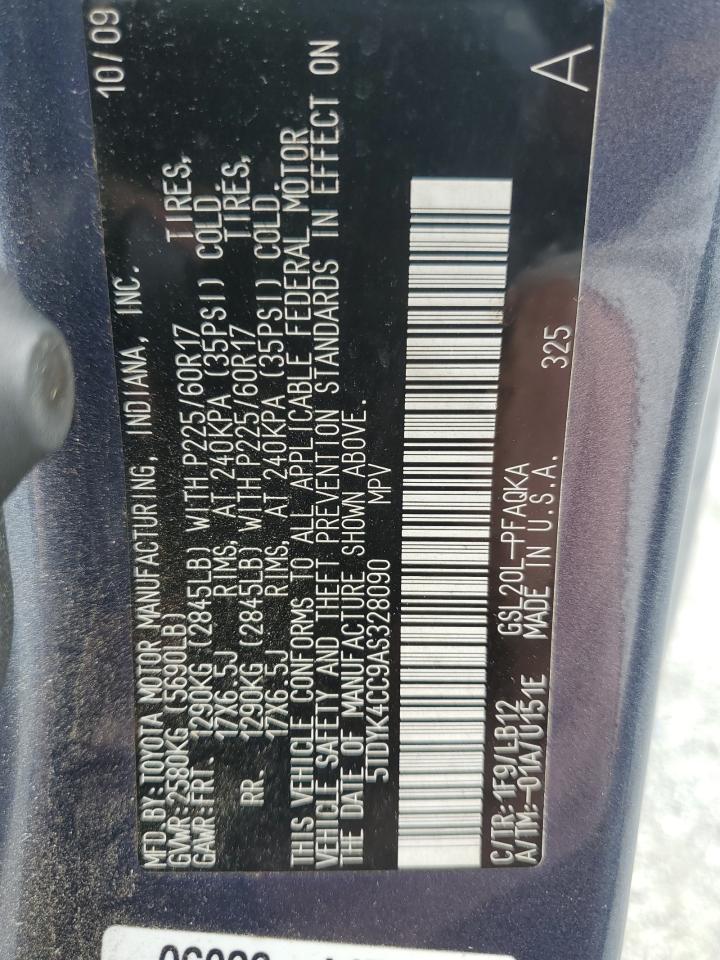 MFD.BY:TOYOTA MOTOR MANUFACTURING, INDIANA, INC. 10/09
GVWR:2580KG (5690LB)
GAWR:FRT. 1290KG (2845LB) WITH P225/60R17 TIRES,
17X6.5J RIMS, AT 240KPA (35PSI) COLD.
RR. 1290KG (2845LB) WITH P225/60R17 TIRES,
17X6.5J RIMS, AT 240KPA (35PSI) COLD.
THIS VEHICLE CONFORMS TO ALL APPLICABLE FEDERAL MOTOR
VEHICLE SAFETY AND THEFT PREVENTION STANDARDS IN EFFECT ON
THE DATE OF MANUFACTURE SHOWN ABOVE.
5TDYK4CC9AS328090 MPV
C/TR:1F9/LB12 GSL20L-PFAQKA A
A/TM:-01A/U151E MADE IN U.S.A. 325